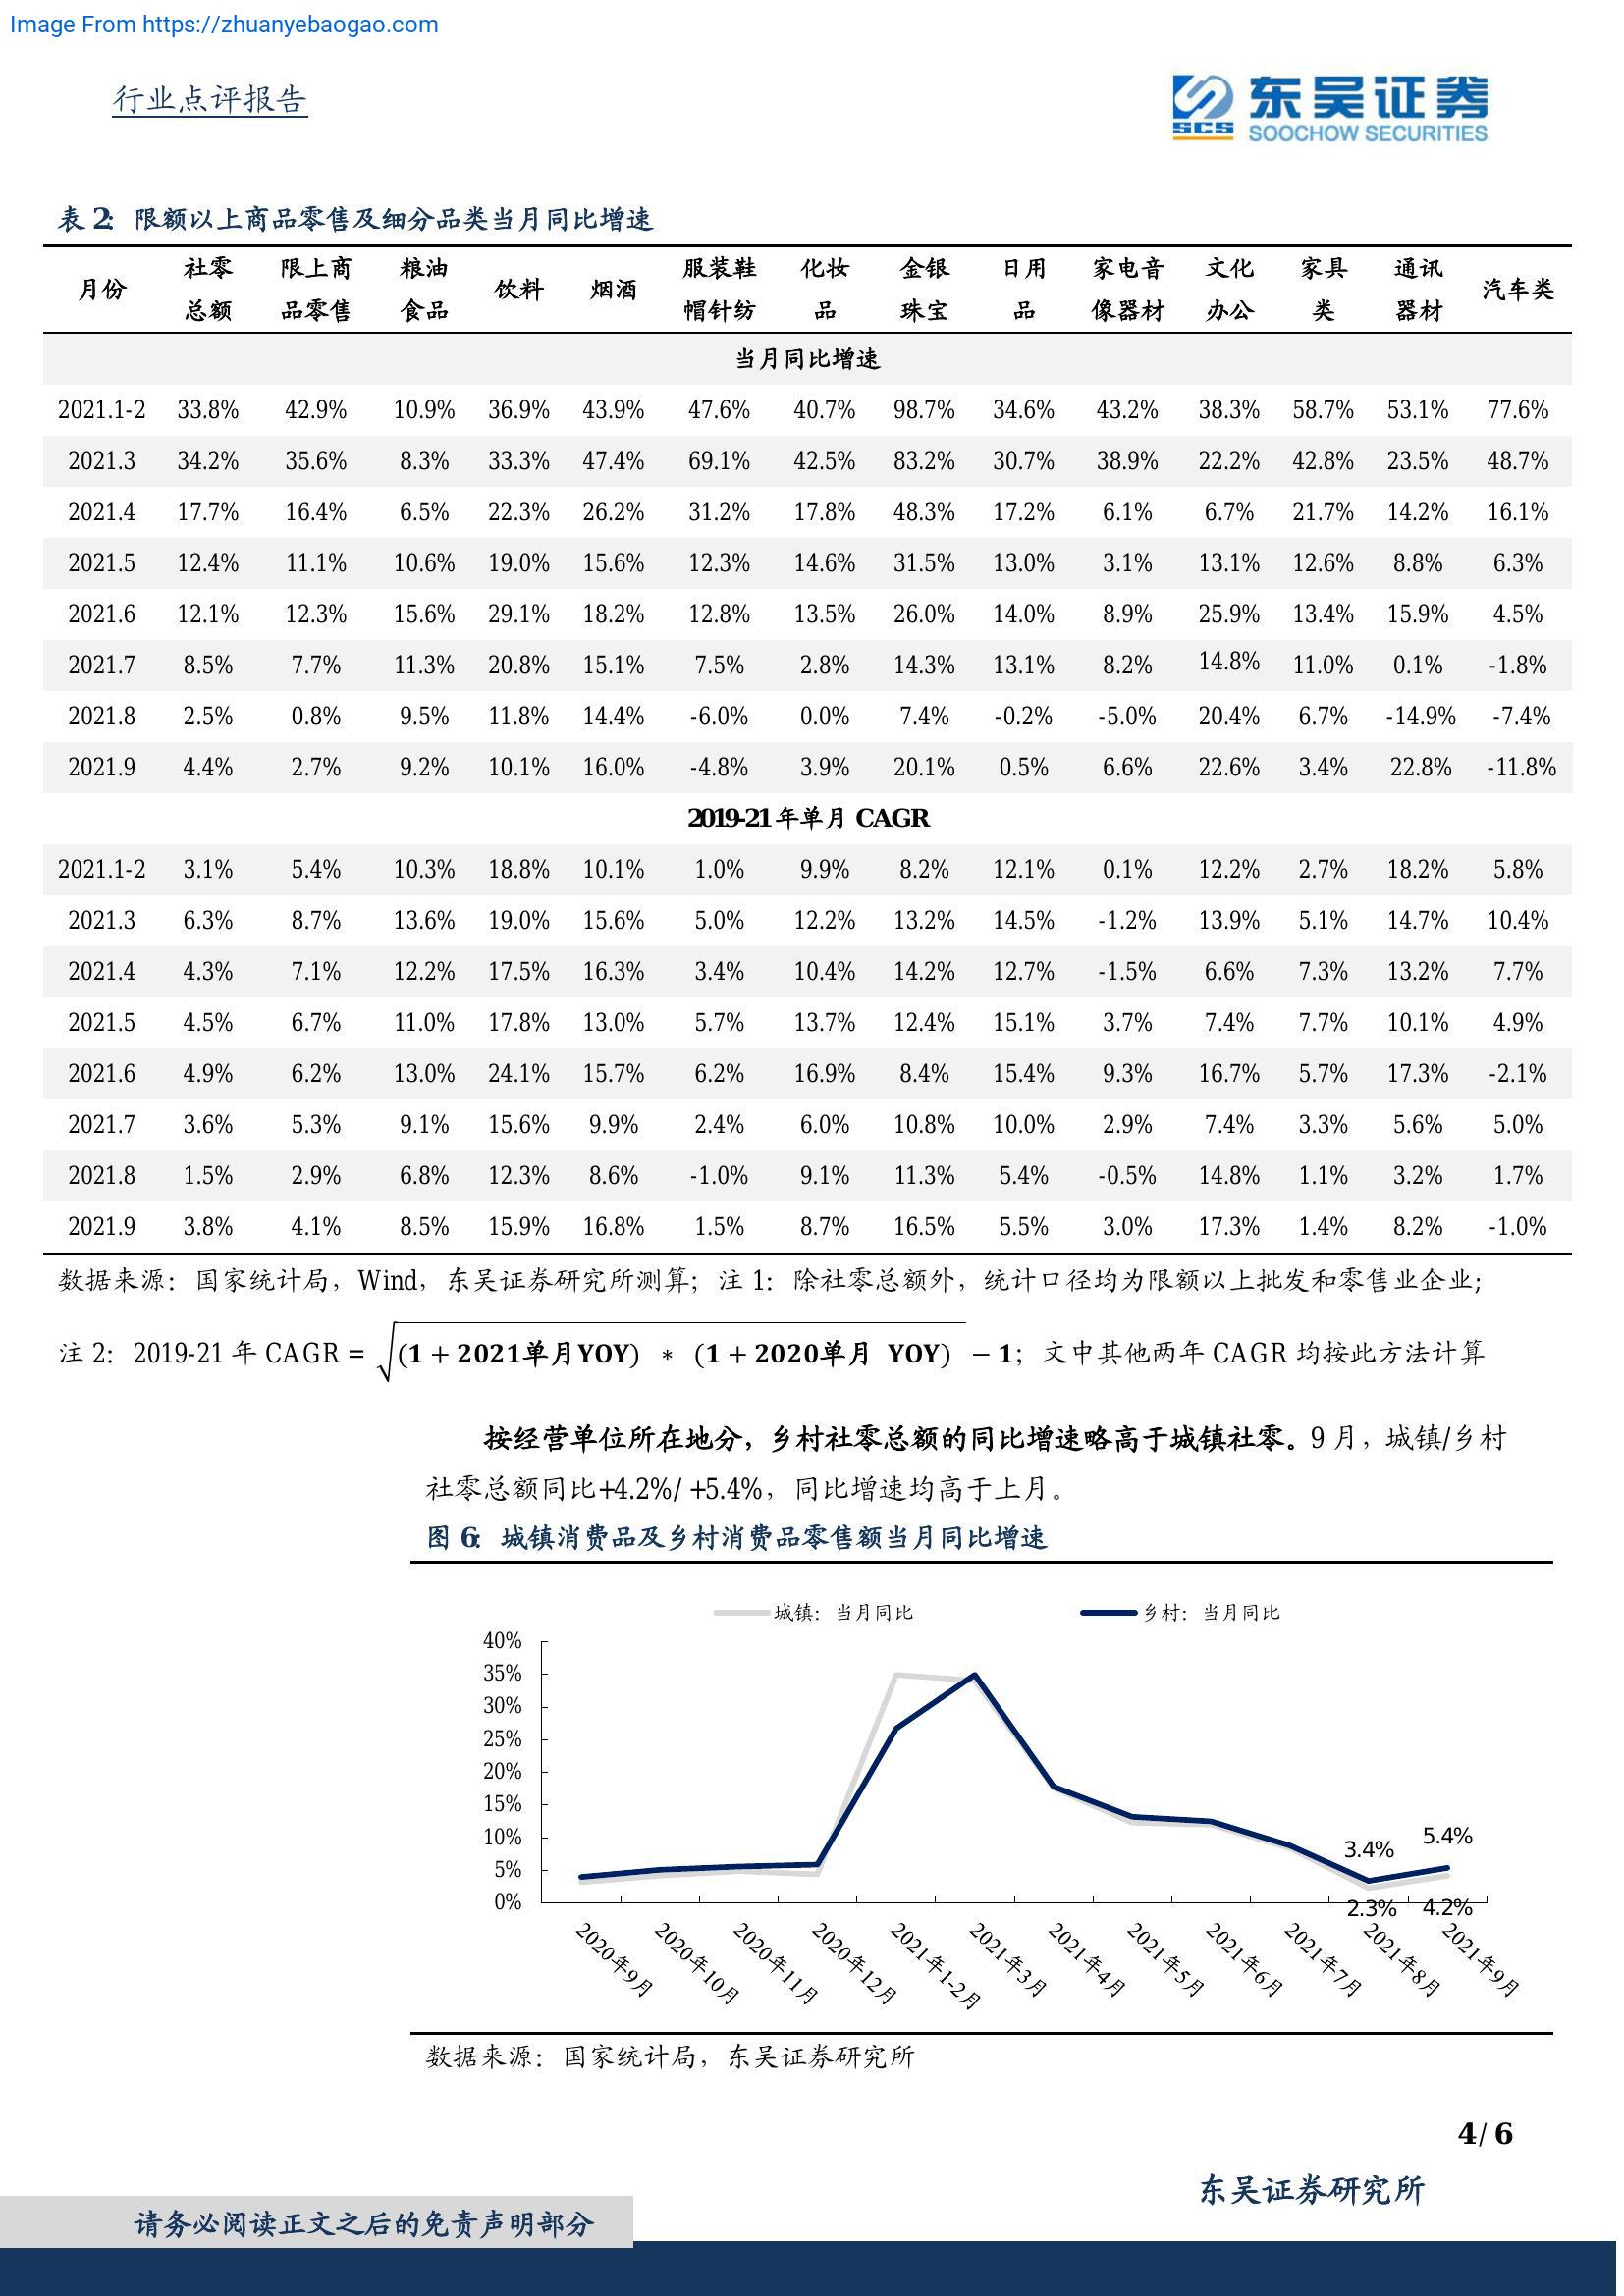 Image From https://zhuanyebaogao.com
行业点评报告
SCS 东吴证券
SOOCHOW SECURITIES
表 2: 限额以上商品零售及细分品类当月同比增速
月份 社零总额 限上商品零售 粮油食品 饮料 烟酒 服装鞋帽针纺 化妆品 金银珠宝 日用品 家电音像器材 文化办公 家具类 通讯器材 汽车类
当月同比增速
2021.1-2 33.8% 42.9% 10.9% 36.9% 43.9% 47.6% 40.7% 98.7% 34.6% 43.2% 38.3% 58.7% 53.1% 77.6%
2021.3 34.2% 35.6% 8.3% 33.3% 47.4% 69.1% 42.5% 83.2% 30.7% 38.9% 22.2% 42.8% 23.5% 48.7%
2021.4 17.7% 16.4% 6.5% 22.3% 26.2% 31.2% 17.8% 48.3% 17.2% 6.1% 6.7% 21.7% 14.2% 16.1%
2021.5 12.4% 11.1% 10.6% 19.0% 15.6% 12.3% 14.6% 31.5% 13.0% 3.1% 13.1% 12.6% 8.8% 6.3%
2021.6 12.1% 12.3% 15.6% 29.1% 18.2% 12.8% 13.5% 26.0% 14.0% 8.9% 25.9% 13.4% 15.9% 4.5%
2021.7 8.5% 7.7% 11.3% 20.8% 15.1% 7.5% 2.8% 14.3% 13.1% 8.2% 14.8% 11.0% 0.1% -1.8%
2021.8 2.5% 0.8% 9.5% 11.8% 14.4% -6.0% 0.0% 7.4% -0.2% -5.0% 20.4% 6.7% -14.9% -7.4%
2021.9 4.4% 2.7% 9.2% 10.1% 16.0% -4.8% 3.9% 20.1% 0.5% 6.6% 22.6% 3.4% 22.8% -11.8%
2019-21 年单月 CAGR
2021.1-2 3.1% 5.4% 10.3% 18.8% 10.1% 1.0% 9.9% 8.2% 12.1% 0.1% 12.2% 2.7% 18.2% 5.8%
2021.3 6.3% 8.7% 13.6% 19.0% 15.6% 5.0% 12.2% 13.2% 14.5% -1.2% 13.9% 5.1% 14.7% 10.4%
2021.4 4.3% 7.1% 12.2% 17.5% 16.3% 3.4% 10.4% 14.2% 12.7% -1.5% 6.6% 7.3% 13.2% 7.7%
2021.5 4.5% 6.7% 11.0% 17.8% 13.0% 5.7% 13.7% 12.4% 15.1% 3.7% 7.4% 7.7% 10.1% 4.9%
2021.6 4.9% 6.2% 13.0% 24.1% 15.7% 6.2% 16.9% 8.4% 15.4% 9.3% 16.7% 5.7% 17.3% -2.1%
2021.7 3.6% 5.3% 9.1% 15.6% 9.9% 2.4% 6.0% 10.8% 10.0% 2.9% 7.4% 3.3% 5.6% 5.0%
2021.8 1.5% 2.9% 6.8% 12.3% 8.6% -1.0% 9.1% 11.3% 5.4% -0.5% 14.8% 1.1% 3.2% 1.7%
2021.9 3.8% 4.1% 8.5% 15.9% 16.8% 1.5% 8.7% 16.5% 5.5% 3.0% 17.3% 1.4% 8.2% -1.0%
数据来源：国家统计局，Wind，东吴证券研究所测算；注 1：除社零总额外，统计口径均为限额以上批发和零售业企业；
注 2：2019-21 年 CAGR = √(1 + 2021单月YOY) * (1 + 2020单月 YOY) − 1；文中其他两年 CAGR 均按此方法计算
按经营单位所在地分，乡村社零总额的同比增速略高于城镇社零。9 月，城镇/乡村
社零总额同比+4.2%/ +5.4%，同比增速均高于上月。
图 6: 城镇消费品及乡村消费品零售额当月同比增速
城镇：当月同比 乡村：当月同比
40%
35%
30%
25%
20%
15%
10%
5%
0%
3.4% 5.4%
2.3% 4.2%
2020年9月 2020年10月 2020年11月 2020年12月 2021年1-2月 2021年3月 2021年4月 2021年5月 2021年6月 2021年7月 2021年8月 2021年9月
数据来源：国家统计局，东吴证券研究所
4/ 6
东吴证券研究所
请务必阅读正文之后的免责声明部分